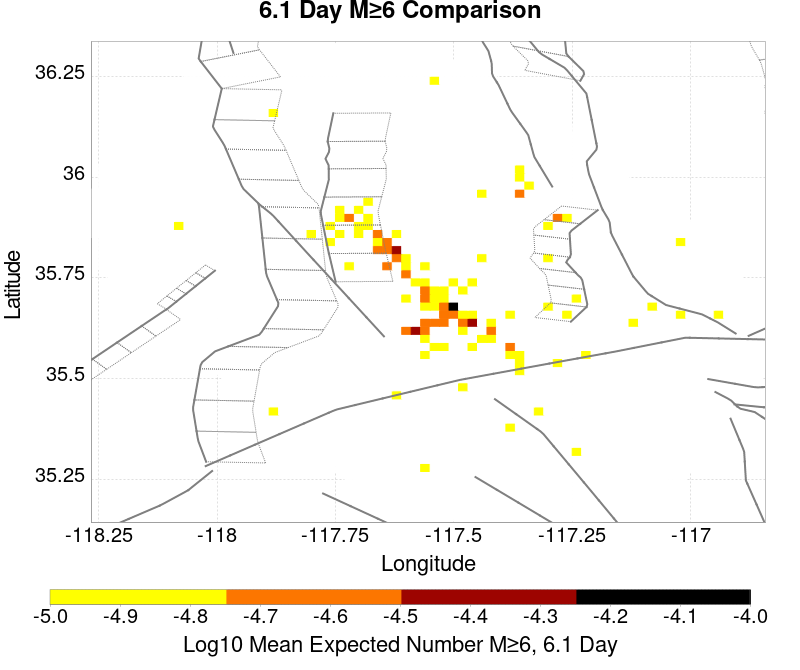 6.1 Day M≥6 Comparison
36.25
36
35.75
35.5
35.25
Latitude
-118.25 -118 -117.75 -117.5 -117.25 -117
Longitude
-5.0 -4.9 -4.8 -4.7 -4.6 -4.5 -4.4 -4.3 -4.2 -4.1 -4.0
Log10 Mean Expected Number M≥6, 6.1 Day